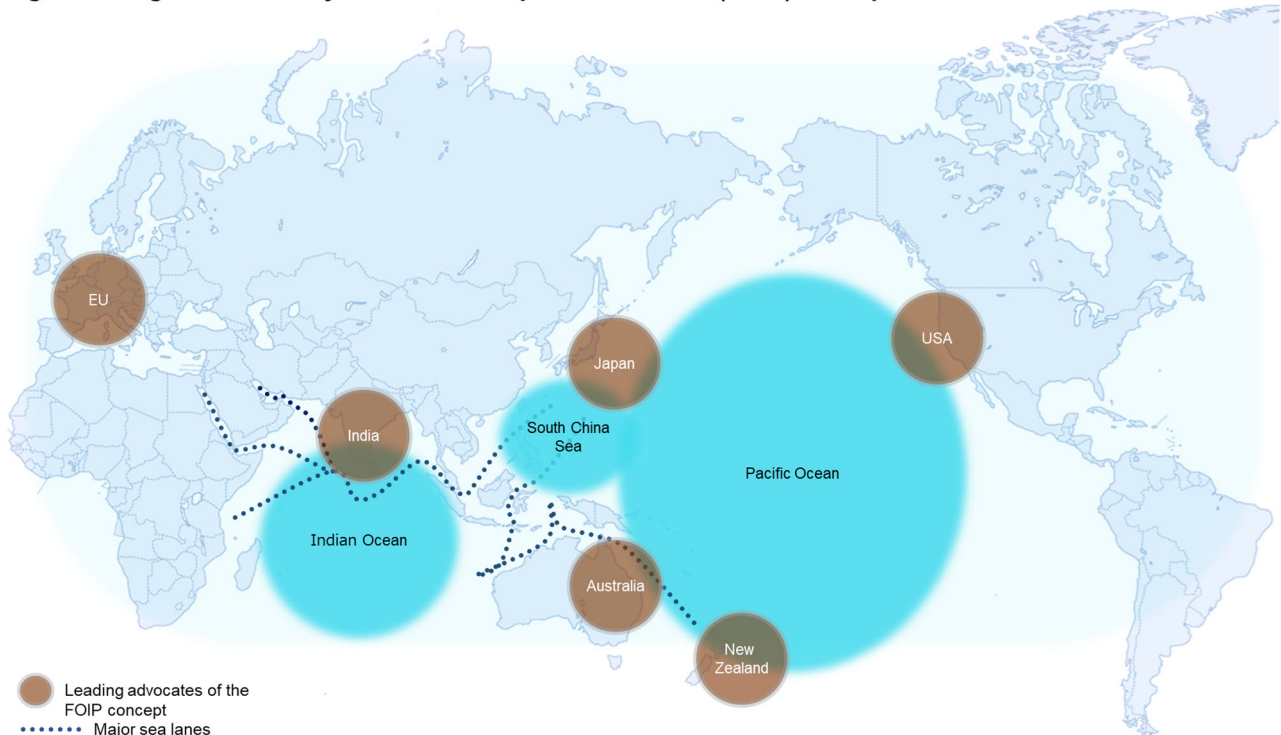 EU
USA
Japan
India
South China
Sea
Pacific Ocean
Indian Ocean
Australia
New
Zealand
Leading advocates of the
FOIP concept
Major sea lanes